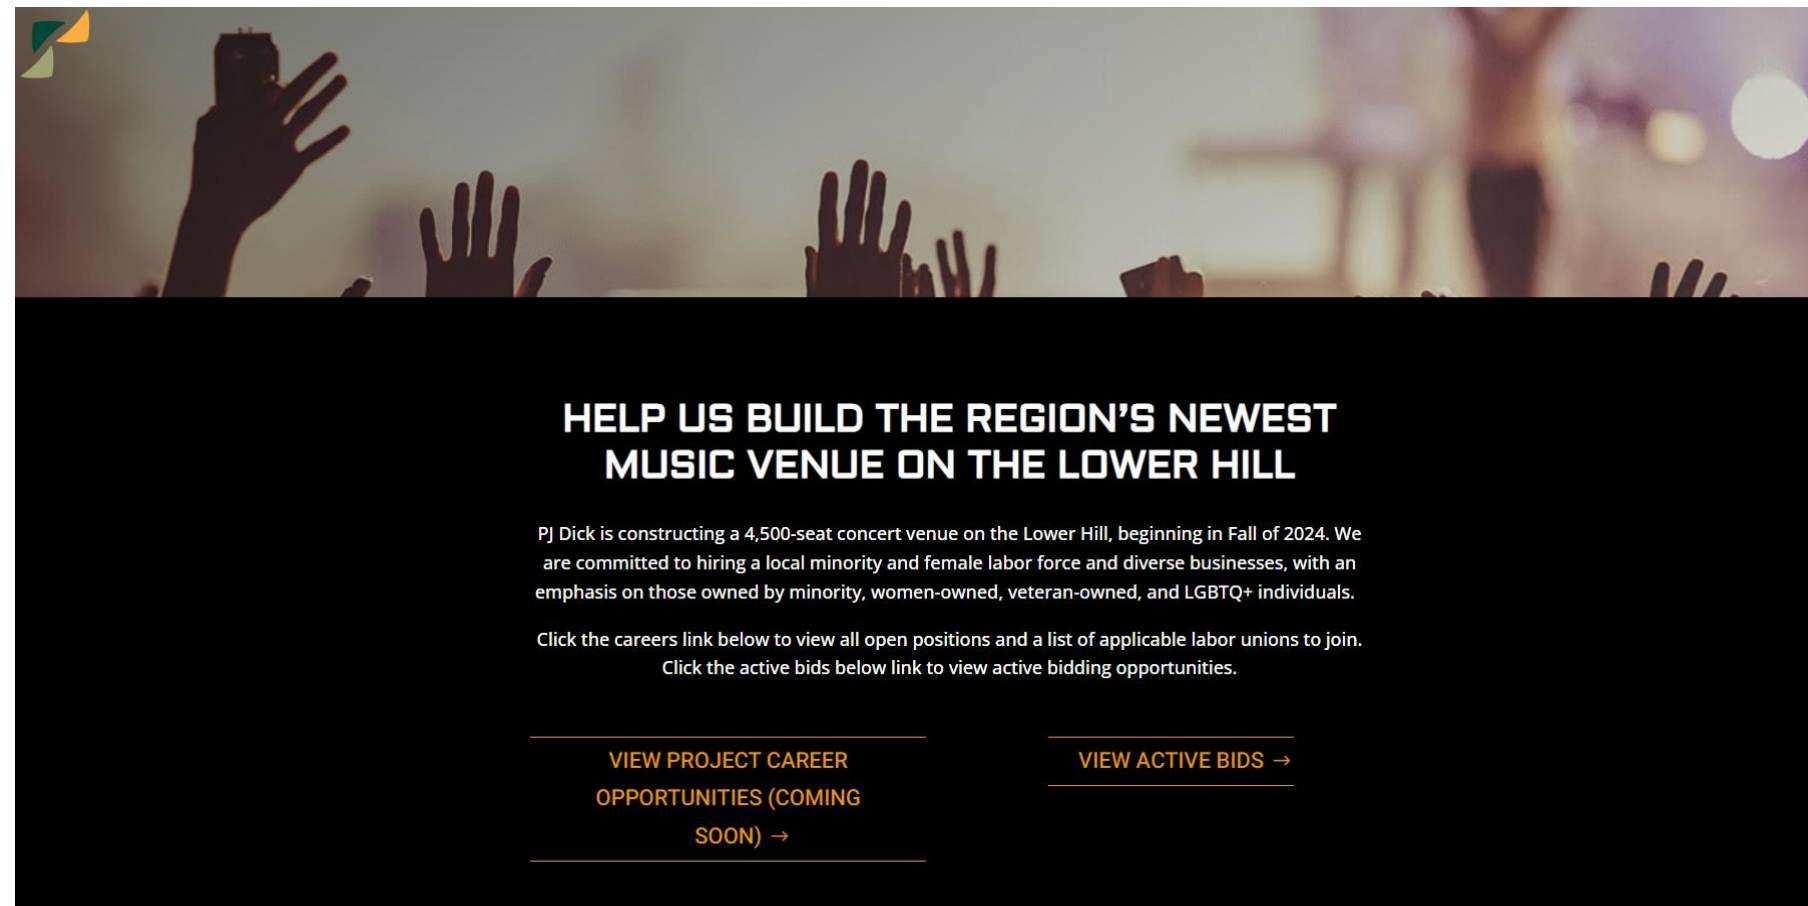 HELP US BUILD THE REGION’S NEWEST
MUSIC VENUE ON THE LOWER HILL
PJ Dick is constructing a 4,500-seat concert venue on the Lower Hill, beginning in Fall of 2024. We
are committed to hiring a local minority and female labor force and diverse businesses, with an
emphasis on those owned by minority, women-owned, veteran-owned, and LGBTQ+ individuals.
Click the careers link below to view all open positions and a list of applicable labor unions to join.
Click the active bids below link to view active bidding opportunities.
VIEW PROJECT CAREER
OPPORTUNITIES (COMING
SOON) →
VIEW ACTIVE BIDS →